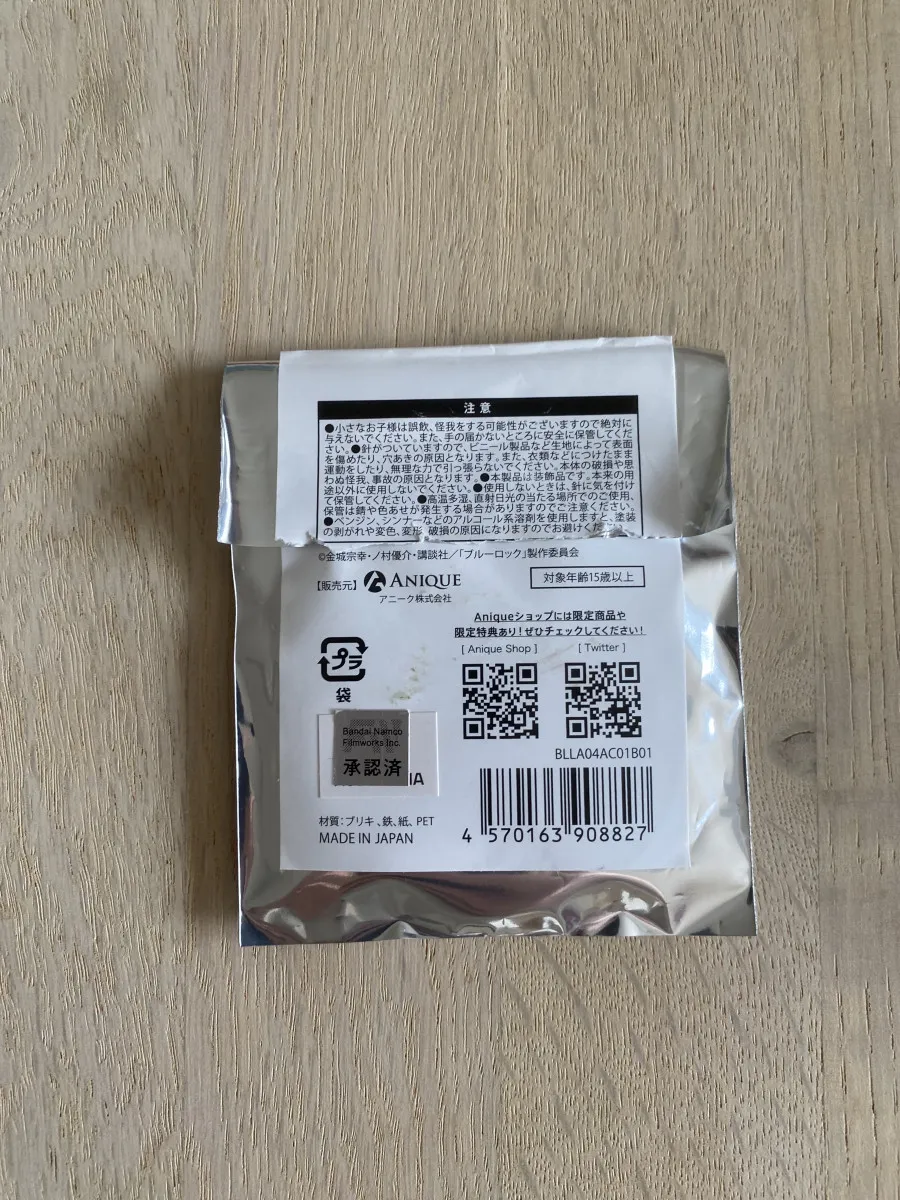 注意
●小さなお子様は誤飲、怪我をする可能性がございますので絶対に
与えないでください。また、手の届かないところに安全に保管してくだ
さい。●針がついていますので、ビニール製品など生地によって表面
を傷めたり、穴あきの原因となります。また、衣類などにつけたまま
運動をしたり、無理な力で引っ張らないでください。本体の破損や思
わぬ怪我、事故の原因となります。●本製品は装飾品です。本来の用
途以外に使用しないでください。●使用しないときは、針に気を付け
て保管してください。●高温多湿、直射日光の当たる場所でのご使用、
保管は錆や色あせが発生する場合がありますのでご注意ください。
●ベンジン、シンナーなどのアルコール系溶剤を使用しますと、塗装
の剥がれや変色、変形、破損の原因になりますのでお避けください。
©金城宗幸・ノ村優介・講談社／「ブルーロック」製作委員会
【販売元】 ANIQUE
アニーク株式会社
対象年齢15歳以上
Aniqueショップには限定商品や
限定特典あり！ぜひチェックしてください！
[ Anique Shop ] [ Twitter ]
プラ
袋
Bandai Namco
Filmworks Inc.
承認済
IA
BLLA04AC01B01
材質：ブリキ、鉄、紙、PET
MADE IN JAPAN
4 570163 908827